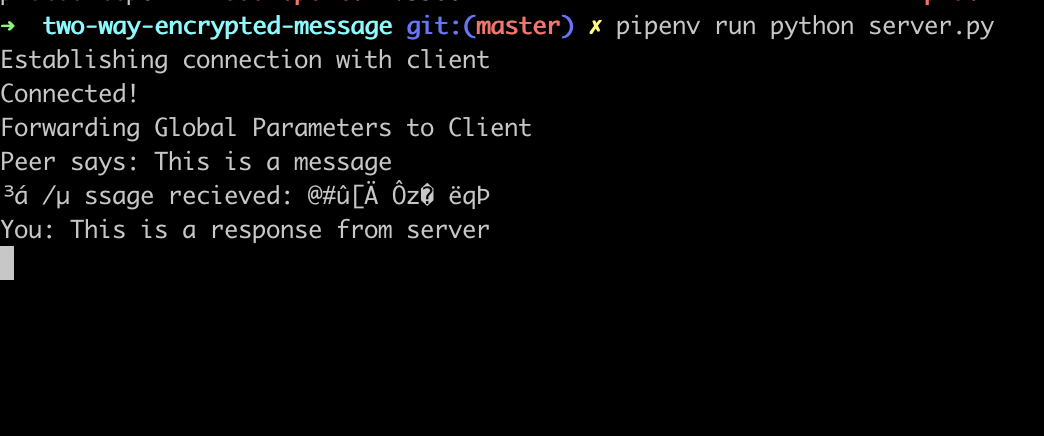 ➜ two-way-encrypted-message git:(master) ✗ pipenv run python server.py
Establishing connection with client
Connected!
Forwarding Global Parameters to Client
Peer says: This is a message
³á /µ ssage recieved: @#û[Ä Ôz� ëqÞ
You: This is a response from server